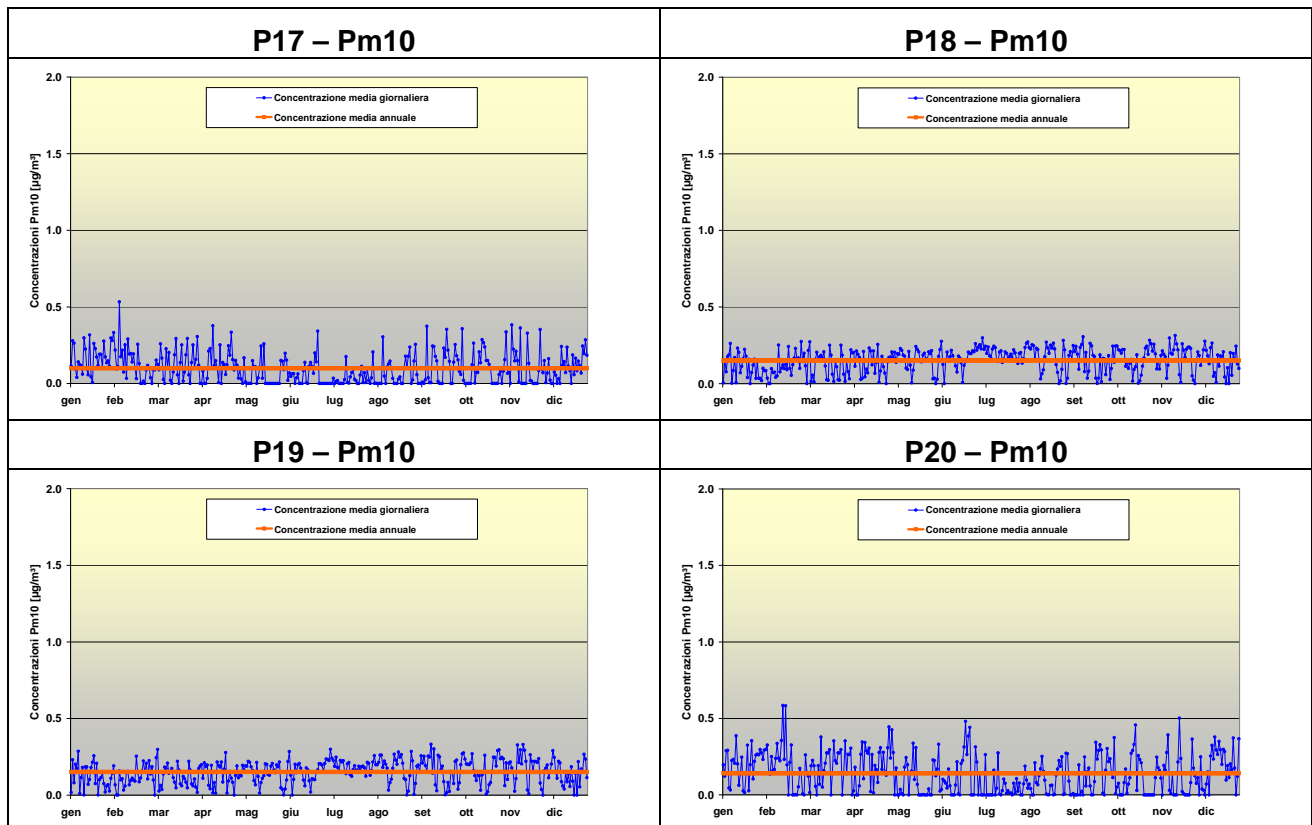 P17 – Pm10
P18 – Pm10
2.0
1.5
1.0
0.5
0.0
Concentrazioni Pm10 [µg/m³]
Concentrazione media giornaliera
Concentrazione media annuale
gen feb mar apr mag giu lug ago set ott nov dic
2.0
1.5
1.0
0.5
0.0
Concentrazioni Pm10 [µg/m³]
Concentrazione media giornaliera
Concentrazione media annuale
gen feb mar apr mag giu lug ago set ott nov dic
P19 – Pm10
P20 – Pm10
2.0
1.5
1.0
0.5
0.0
Concentrazioni Pm10 [µg/m³]
Concentrazione media giornaliera
Concentrazione media annuale
gen feb mar apr mag giu lug ago set ott nov dic
2.0
1.5
1.0
0.5
0.0
Concentrazioni Pm10 [µg/m³]
Concentrazione media giornaliera
Concentrazione media annuale
gen feb mar apr mag giu lug ago set ott nov dic